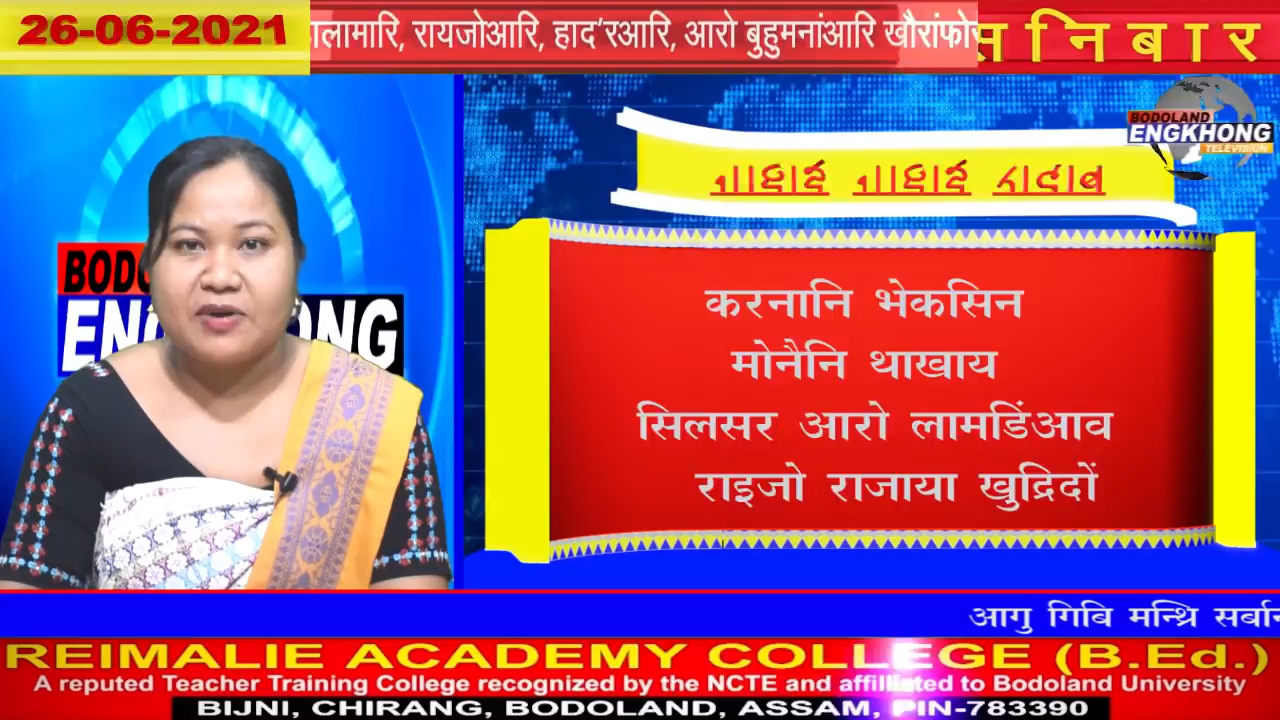 26-06-2021
ालामारि, रायजोआरि, हाद'रआरि, आरो बुहुमनांआरि खौरांफोर
स नि बा र
BODOLAND
ENGKHONG
TELEVISION
करनानि भेकसिन
मोनैनि थाखाय
सिलसर आरो लामडिंआव
राइजो राजाया खुद्रिदों
आगु गिबि मन्थ्रि सर्बान
REIMALIE ACADEMY COLLEGE (B.Ed.)
A reputed Teacher Training College recognized by the NCTE and affiliated to Bodoland University
BIJNI, CHIRANG, BODOLAND, ASSAM, PIN-783390